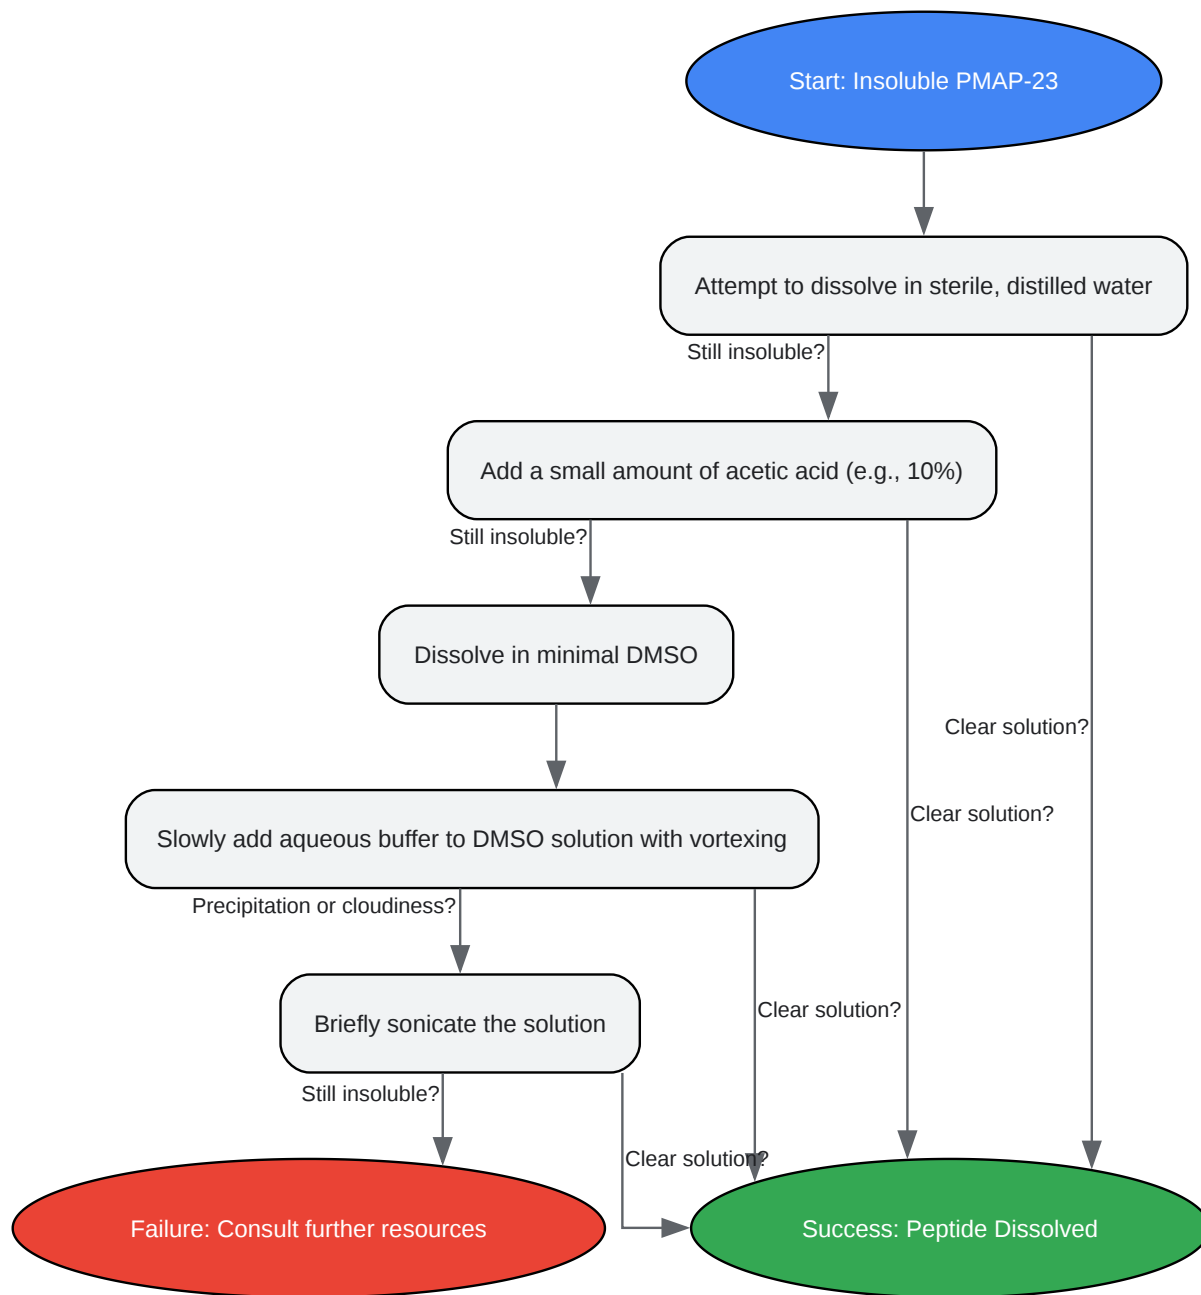 Start: Insoluble PMAP-23
Attempt to dissolve in sterile, distilled water
Still insoluble?
Add a small amount of acetic acid (e.g., 10%)
Still insoluble?
Dissolve in minimal DMSO
Clear solution?
Clear solution?
Slowly add aqueous buffer to DMSO solution with vortexing
Precipitation or cloudiness?
Clear solution?
Briefly sonicate the solution
Still insoluble?
Clear solution?
Failure: Consult further resources
Success: Peptide Dissolved